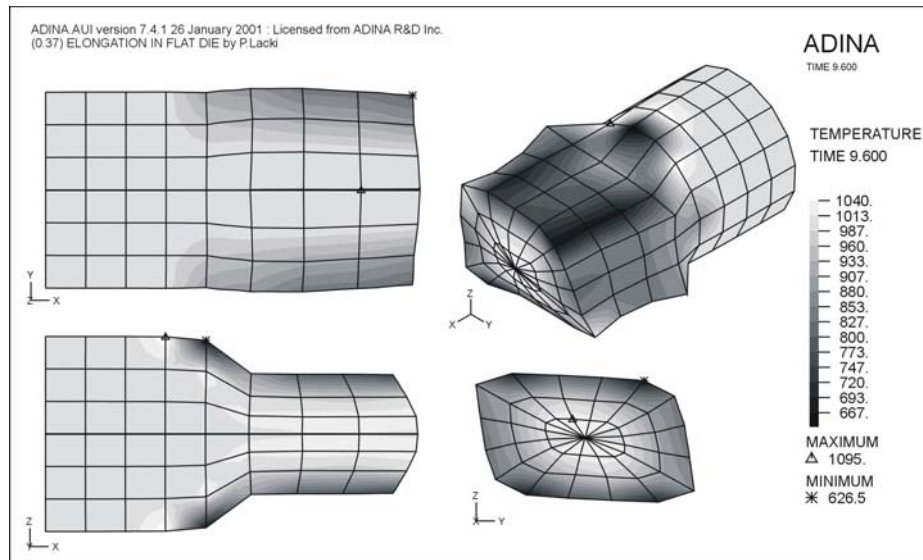 ADINA.AUI version 7.4.1 26 January 2001 : Licensed from ADINA R&D Inc.
(0.37) ELONGATION IN FLAT DIE by P.Lacki
ADINA
TIME 9.600
TEMPERATURE
TIME 9.600
1040.
1013.
987.
960.
933.
907.
880.
853.
827.
800.
773.
747.
720.
693.
667.
MAXIMUM
1095.
MINIMUM
626.5
Y
Z X
Z
X Y
Z
Y X
Z
X Y